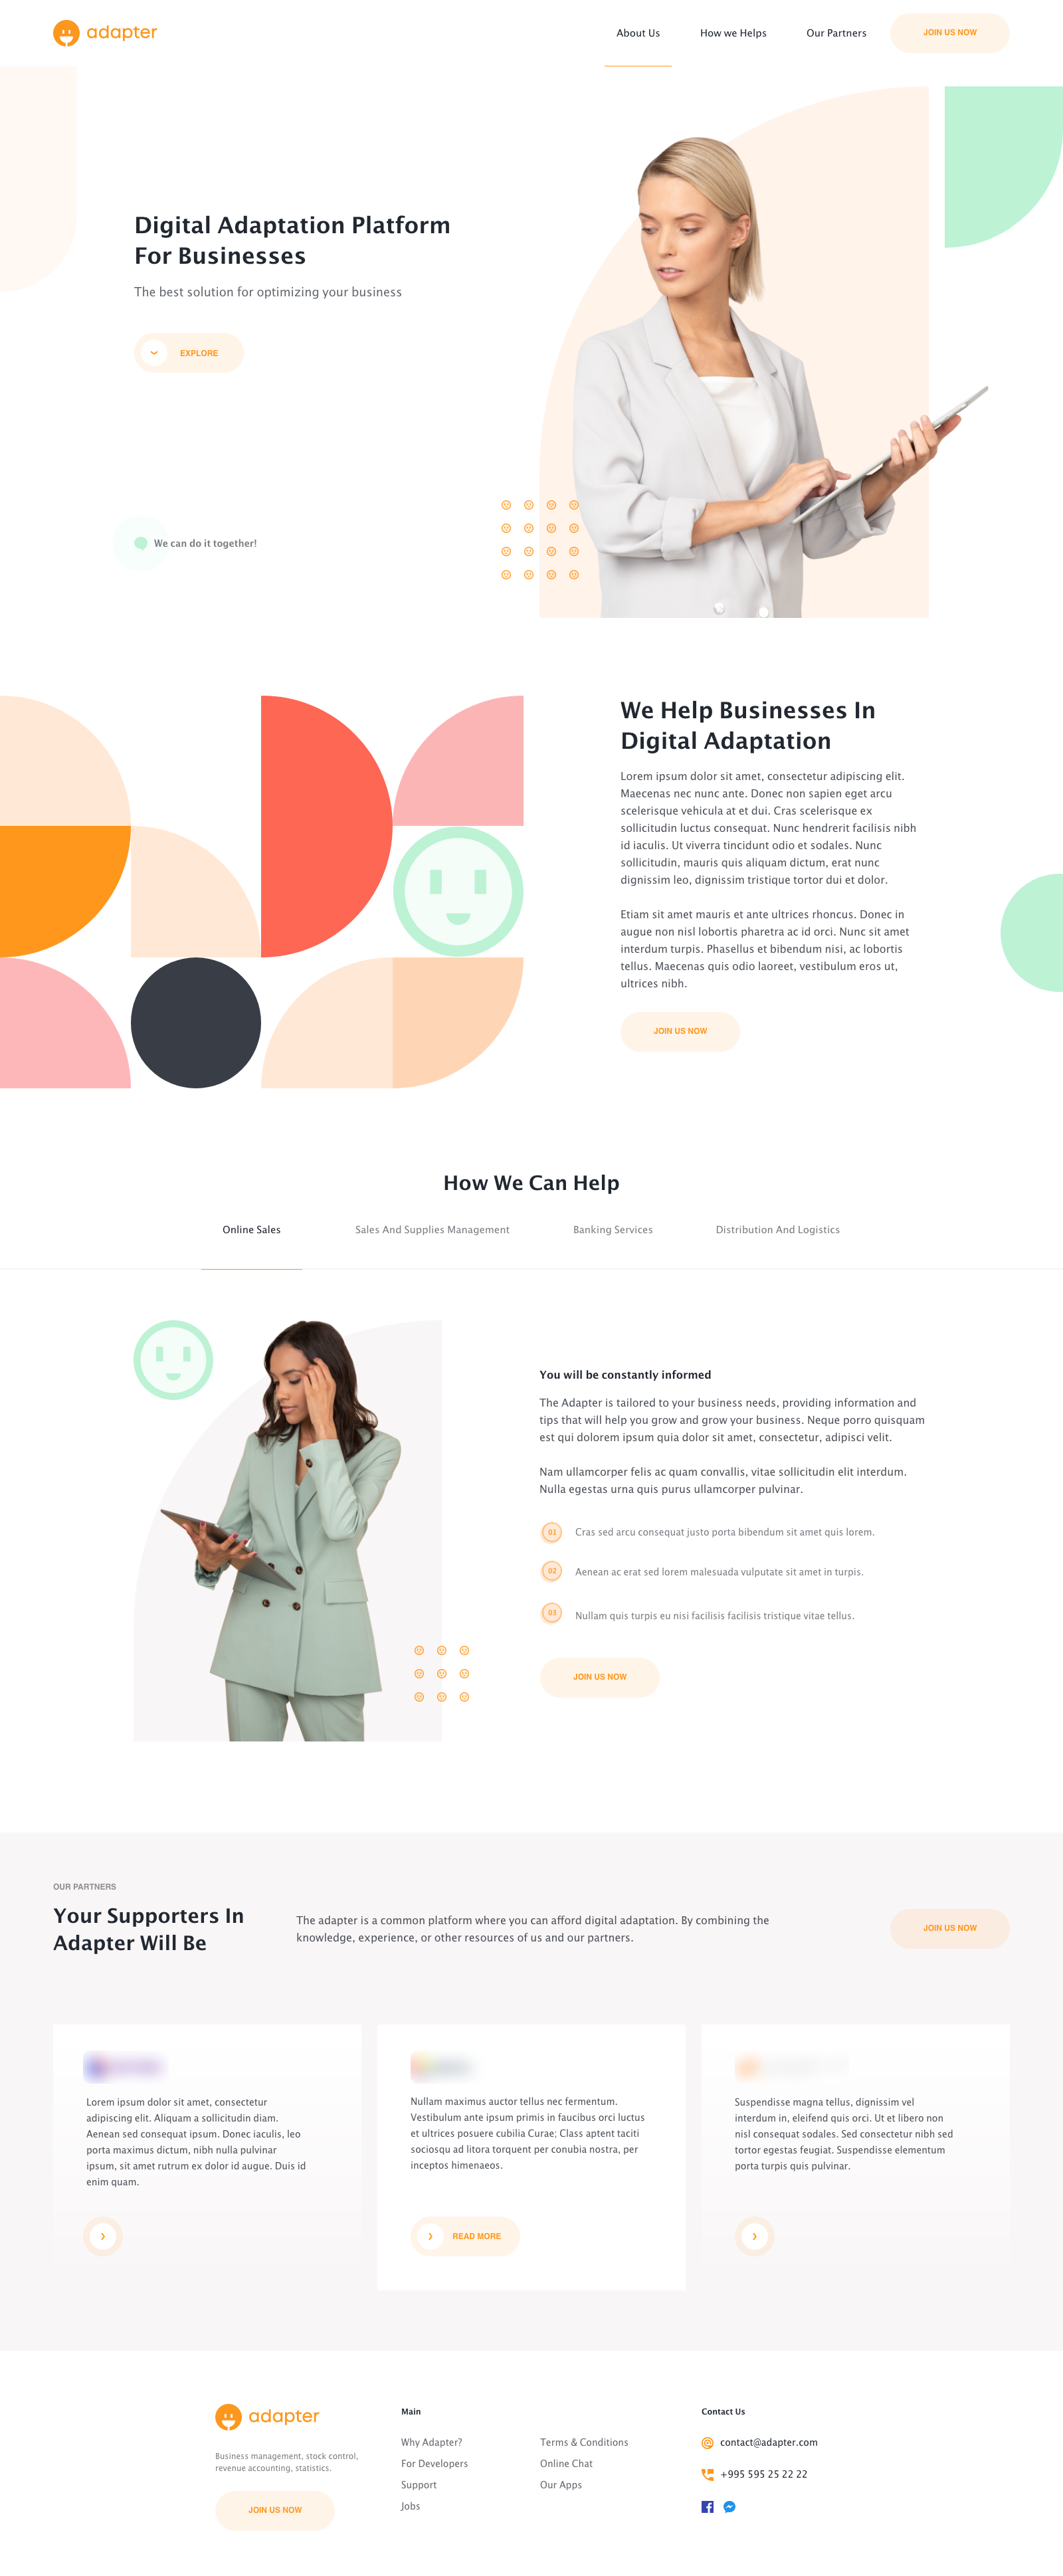 adapter
About Us
How we Helps
Our Partners
JOIN US NOW
Digital Adaptation Platform
For Businesses
The best solution for optimizing your business
EXPLORE
We can do it together!
We Help Businesses In
Digital Adaptation
Lorem ipsum dolor sit amet, consectetur adipiscing elit.
Maecenas nec nunc ante. Donec non sapien eget arcu
scelerisque vehicula at et dui. Cras scelerisque ex
sollicitudin luctus consequat. Nunc hendrerit facilisis nibh
id iaculis. Ut viverra tincidunt odio et sodales. Nunc
sollicitudin, mauris quis aliquam dictum, erat nunc
dignissim leo, dignissim tristique tortor dui et dolor.
Etiam sit amet mauris et ante ultrices rhoncus. Donec in
augue non nisl lobortis pharetra ac id orci. Nunc sit amet
interdum turpis. Phasellus et bibendum nisi, ac lobortis
tellus. Maecenas quis odio laoreet, vestibulum eros ut,
ultrices nibh.
JOIN US NOW
How We Can Help
Online Sales
Sales And Supplies Management
Banking Services
Distribution And Logistics
You will be constantly informed
The Adapter is tailored to your business needs, providing information and
tips that will help you grow and grow your business. Neque porro quisquam
est qui dolorem ipsum quia dolor sit amet, consectetur, adipisci velit.
Nam ullamcorper felis ac quam convallis, vitae sollicitudin elit interdum.
Nulla egestas urna quis purus ullamcorper pulvinar.
01 Cras sed arcu consequat justo porta bibendum sit amet quis lorem.
02 Aenean ac erat sed lorem malesuada vulputate sit amet in turpis.
03 Nullam quis turpis eu nisi facilisis facilisis tristique vitae tellus.
JOIN US NOW
OUR PARTNERS
Your Supporters In
Adapter Will Be
The adapter is a common platform where you can afford digital adaptation. By combining the
knowledge, experience, or other resources of us and our partners.
JOIN US NOW
Lorem ipsum dolor sit amet, consectetur
adipiscing elit. Aliquam a sollicitudin diam.
Aenean sed consequat ipsum. Donec iaculis, leo
porta maximus dictum, nibh nulla pulvinar
ipsum, sit amet rutrum ex dolor id augue. Duis id
enim quam.
Nullam maximus auctor tellus nec fermentum.
Vestibulum ante ipsum primis in faucibus orci luctus
et ultrices posuere cubilia Curae; Class aptent taciti
sociosqu ad litora torquent per conubia nostra, per
inceptos himenaeos.
READ MORE
Suspendisse magna tellus, dignissim vel
interdum in, eleifend quis orci. Ut et libero non
nisl consequat sodales. Sed consectetur nibh sed
tortor egestas feugiat. Suspendisse elementum
porta turpis quis pulvinar.
adapter
Business management, stock control,
revenue accounting, statistics.
JOIN US NOW
Main
Why Adapter?
For Developers
Support
Jobs
Terms & Conditions
Online Chat
Our Apps
Contact Us
contact@adapter.com
+995 595 25 22 22